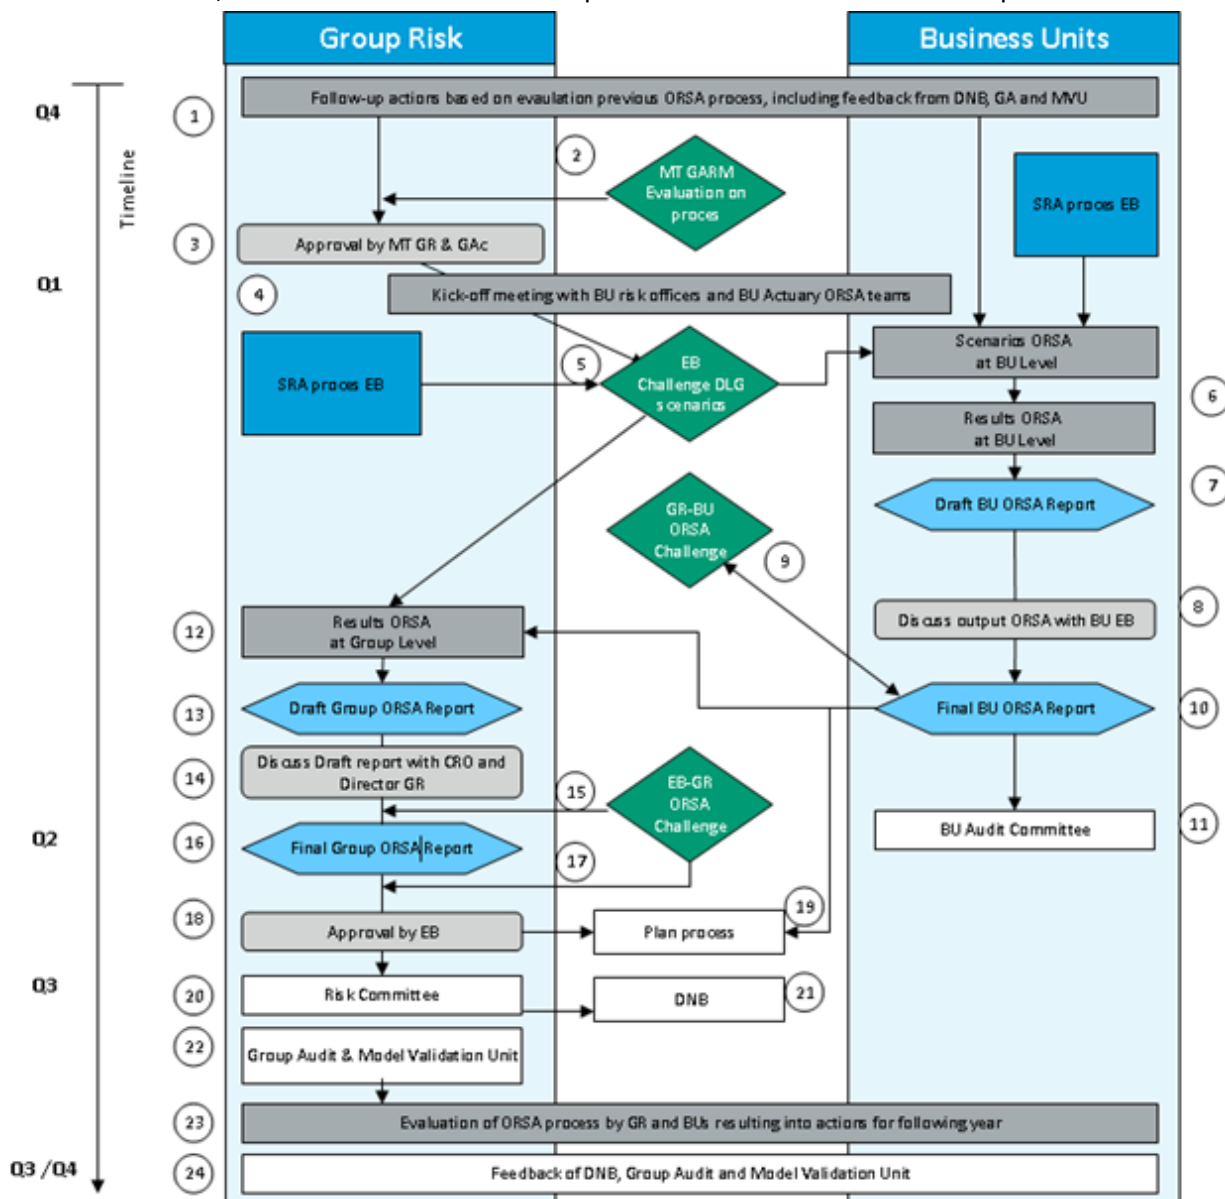 Group Risk
Business Units
Timeline
Q4
1
Follow-up actions based on evaulation previous ORSA process, including feedback from DNB, GA and MVU
2
MT GARM
Evaluation on
proces
SRA proces EB
3
Approval by MT GR & GAc
Q1
4
Kick-off meeting with BU risk officers and BU Actuary ORSA teams
SRA proces EB
5
EB
Challenge DLG
scenarios
Scenarios ORSA
at BU Level
6
Results ORSA
at BU Level
7
Draft BU ORSA Report
GR-BU
ORSA
Challenge
9
8
Discuss output ORSA with BU EB
12
Results ORSA
at Group Level
13
Draft Group ORSA Report
10
Final BU ORSA Report
14
Discuss Draft report with CRO and
Director GR
15
EB-GR
ORSA
Challenge
11
BU Audit Committee
Q2
16
Final Group ORSA Report
17
18
Approval by EB
19
Plan process
Q3
20
Risk Committee
21
DNB
22
Group Audit & Model Validation Unit
23
Evaluation of ORSA process by GR and BUs resulting into actions for following year
Q3 /Q4
24
Feedback of DNB, Group Audit and Model Validation Unit